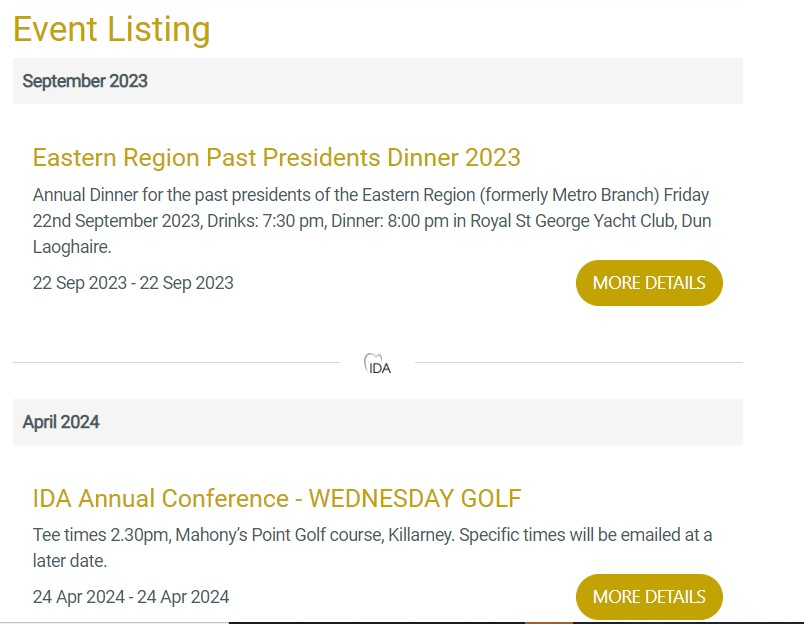 Event Listing
September 2023
Eastern Region Past Presidents Dinner 2023
Annual Dinner for the past presidents of the Eastern Region (formerly Metro Branch) Friday
22nd September 2023, Drinks: 7:30 pm, Dinner: 8:00 pm in Royal St George Yacht Club, Dun
Laoghaire.
22 Sep 2023 - 22 Sep 2023
MORE DETAILS
IDA
April 2024
IDA Annual Conference - WEDNESDAY GOLF
Tee times 2.30pm, Mahony’s Point Golf course, Killarney. Specific times will be emailed at a
later date.
24 Apr 2024 - 24 Apr 2024
MORE DETAILS